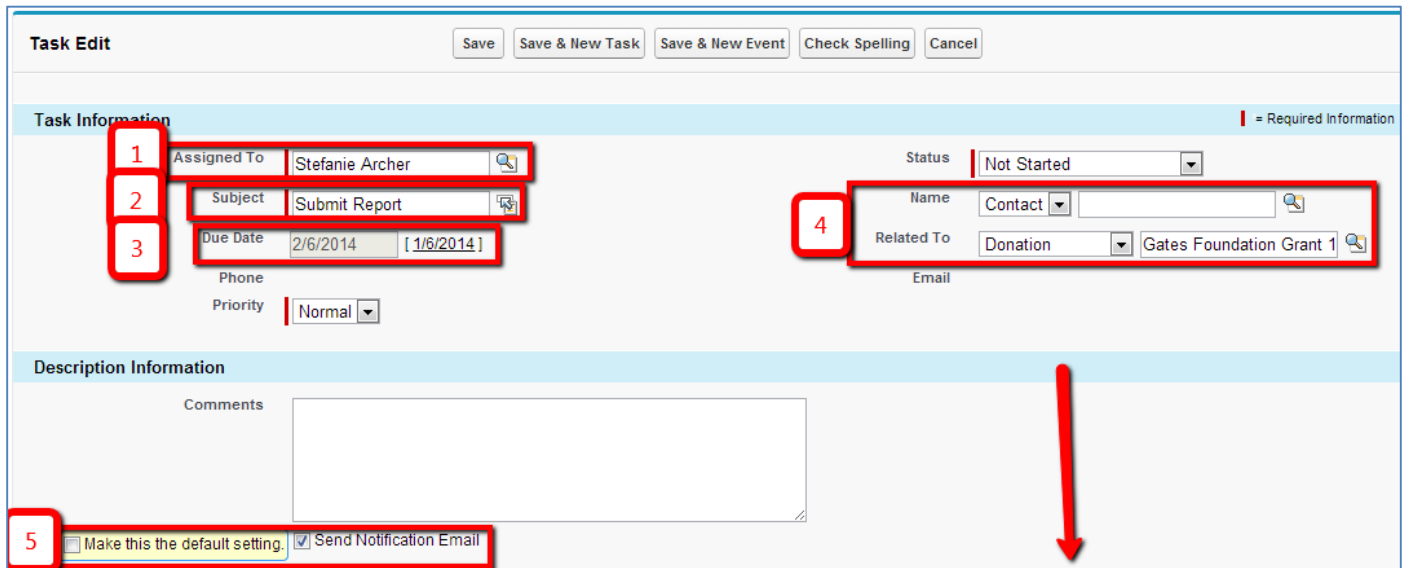 Task Edit Save Save & New Task Save & New Event Check Spelling Cancel
Task Information = Required Information
1 Assigned To Stefanie Archer Status Not Started
2 Subject Submit Report Name Contact
3 Due Date 2/6/2014 [ 1/6/2014 ] 4 Related To Donation Gates Foundation Grant 1
Phone Email
Priority Normal
Description Information
Comments
5 Make this the default setting. Send Notification Email